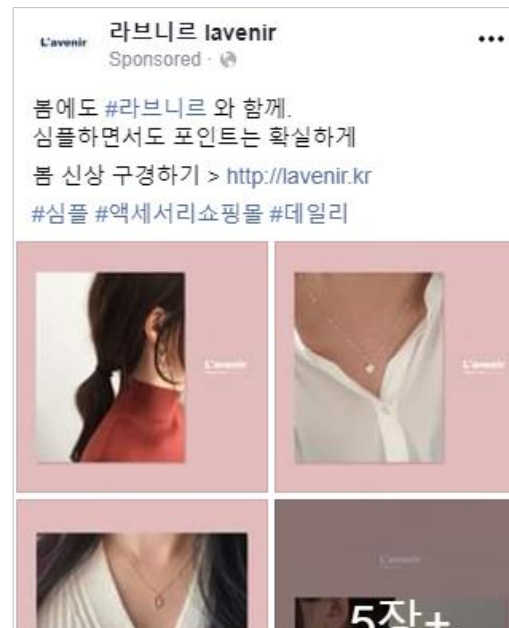 L'avenir
라브니르 lavenir
Sponsored ·
봄에도 #라브니르 와 함께.
심플하면서도 포인트는 확실하게
봄 신상 구경하기 > http://lavenir.kr
#심플 #액세서리쇼핑몰 #데일리
L'avenir
L'avenir
L'avenir
5장+